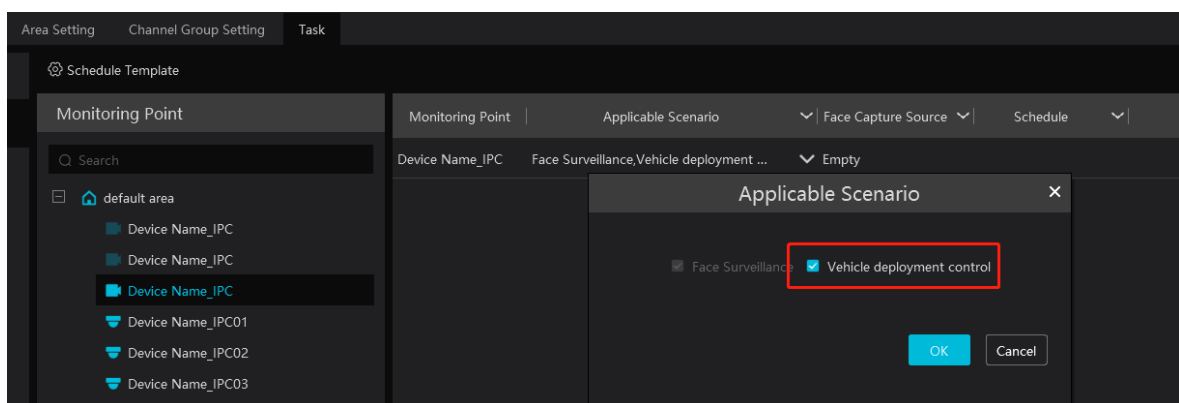 Area Setting Channel Group Setting Task
Schedule Template
Monitoring Point
Search
default area
Device Name_IPC
Device Name_IPC
Device Name_IPC
Device Name_IPC01
Device Name_IPC02
Device Name_IPC03
Monitoring Point Applicable Scenario Face Capture Source Schedule
Device Name_IPC Face Surveillance,Vehicle deployment ... Empty
Applicable Scenario
Face Surveillance Vehicle deployment control
OK Cancel